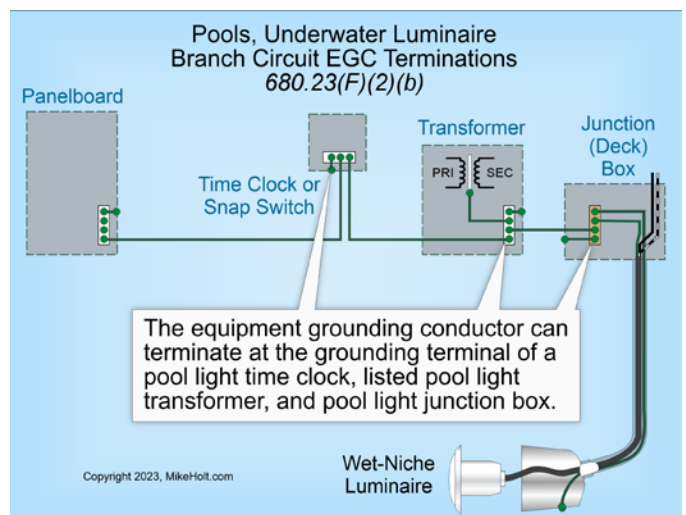 Pools, Underwater Luminaire
Branch Circuit EGC Terminations
680.23(F)(2)(b)
Panelboard
Time Clock or
Snap Switch
Transformer
PRI
SEC
Junction
(Deck)
Box
The equipment grounding conductor can
terminate at the grounding terminal of a
pool light time clock, listed pool light
transformer, and pool light junction box.
Wet-Niche
Luminaire
Copyright 2023, MikeHolt.com